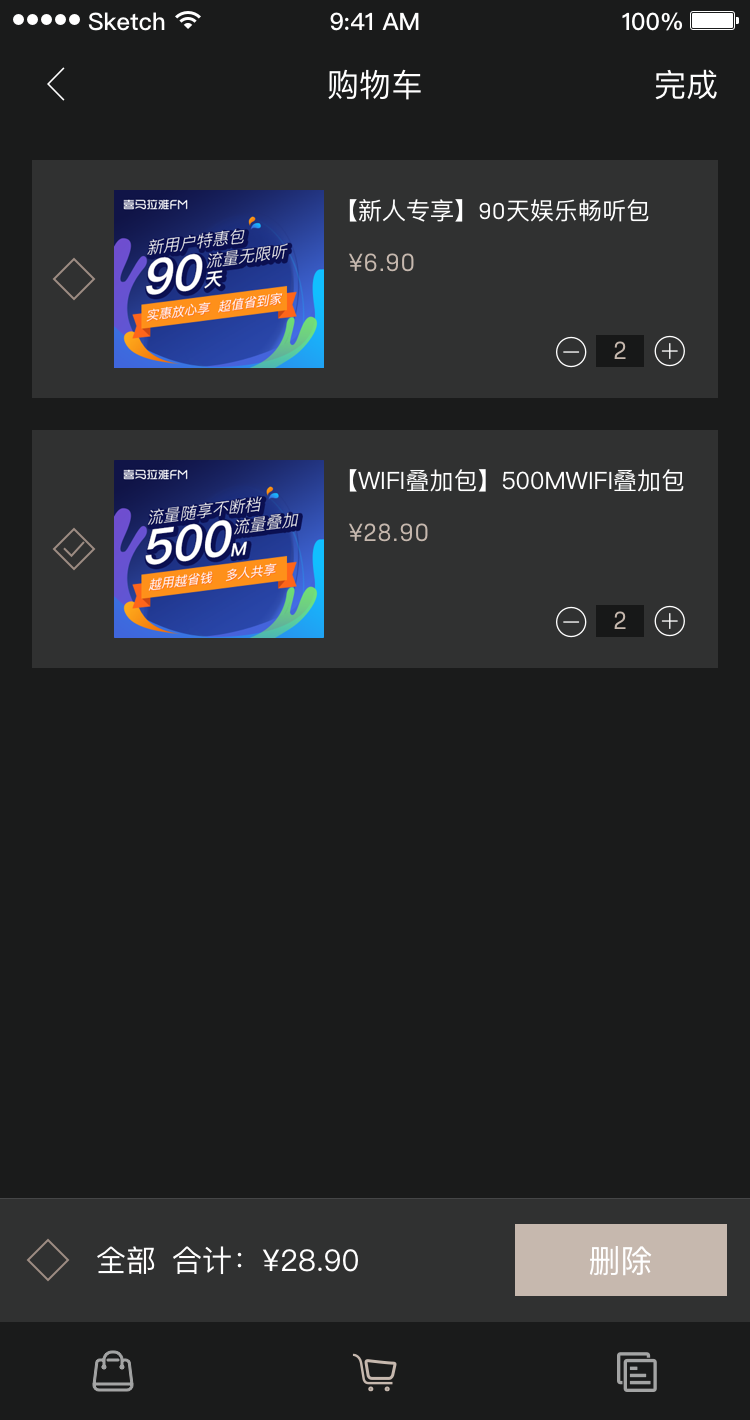 Sketch 9:41 AM 100%
购物车 完成
喜马拉雅FM
新用户特惠包
90天
流量无限听
实惠放心享 超值省到家
【新人专享】90天娱乐畅听包
¥6.90
2
喜马拉雅FM
流量随享不断档
500M
流量叠加
越用越省钱 多人共享
【WIFI叠加包】500MWIFI叠加包
¥28.90
2
全部 合计：¥28.90 删除